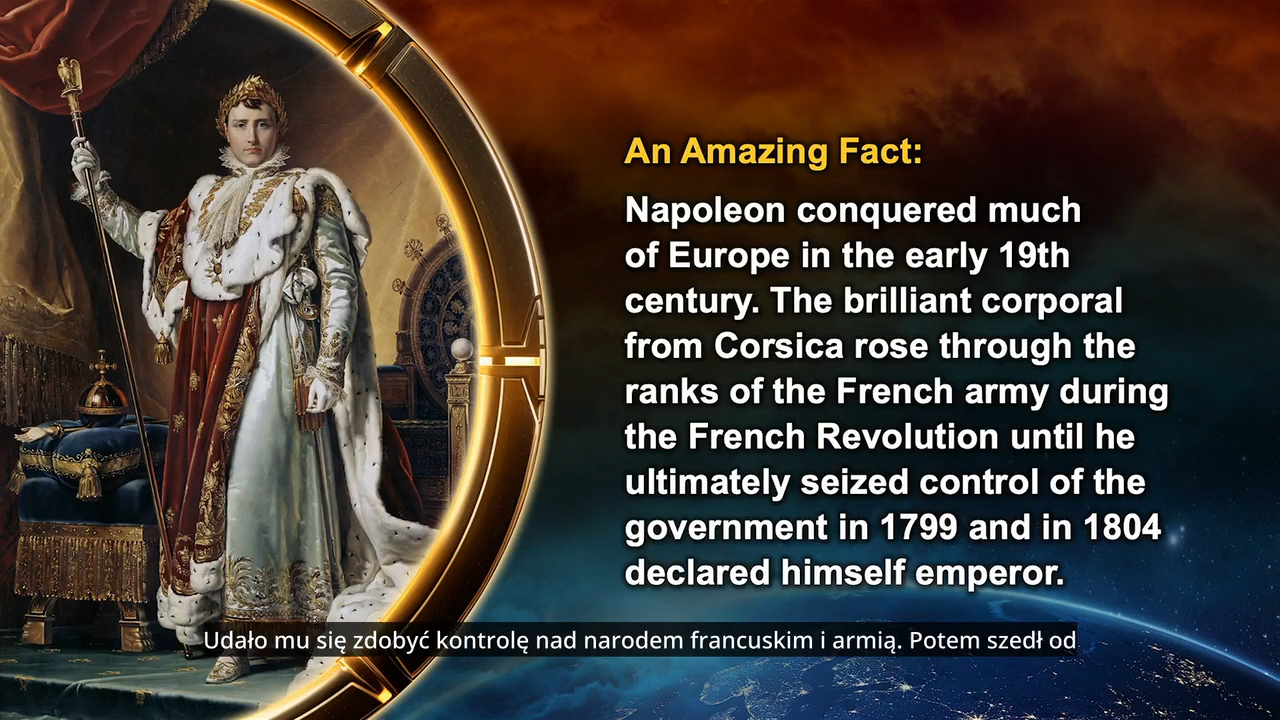 An Amazing Fact:
Napoleon conquered much
of Europe in the early 19th
century. The brilliant corporal
from Corsica rose through the
ranks of the French army during
the French Revolution until he
ultimately seized control of the
government in 1799 and in 1804
declared himself emperor.
Udało mu się zdobyć kontrolę nad narodem francuskim i armią. Potem szedł od